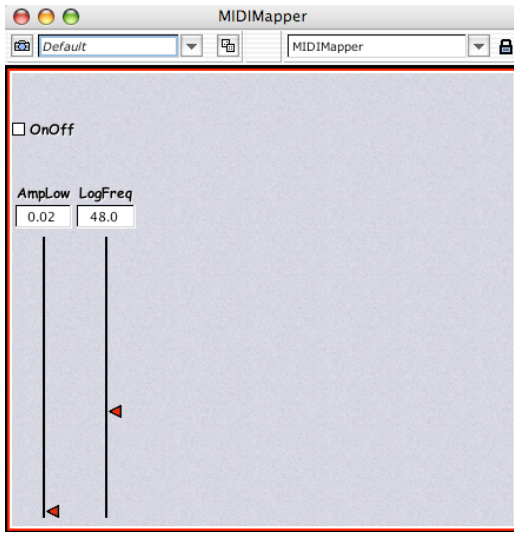 MIDIMapper
Default
MIDIMapper
OnOff
AmpLow LogFreq
0.02 48.0